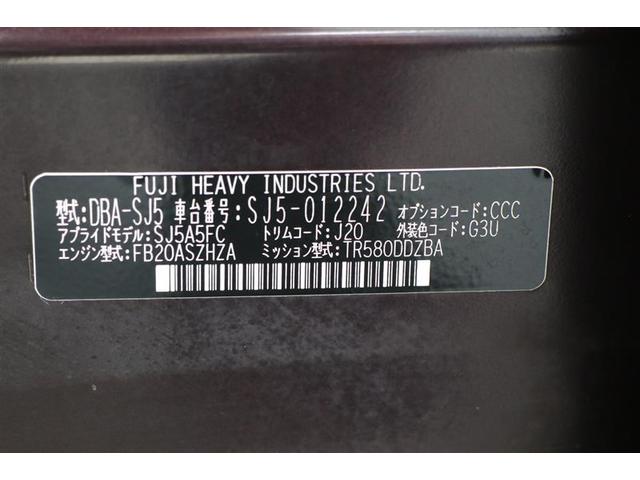 FUJI HEAVY INDUSTRIES LTD.
型式:DBA-SJ5 車台番号:SJ5-012242 オプションコード:CCC
アプライドモデル:SJ5A5FC トリムコード:J20 外装色コード:G3U
エンジン型式:FB20ASZHZA ミッション型式:TR580DDZBA